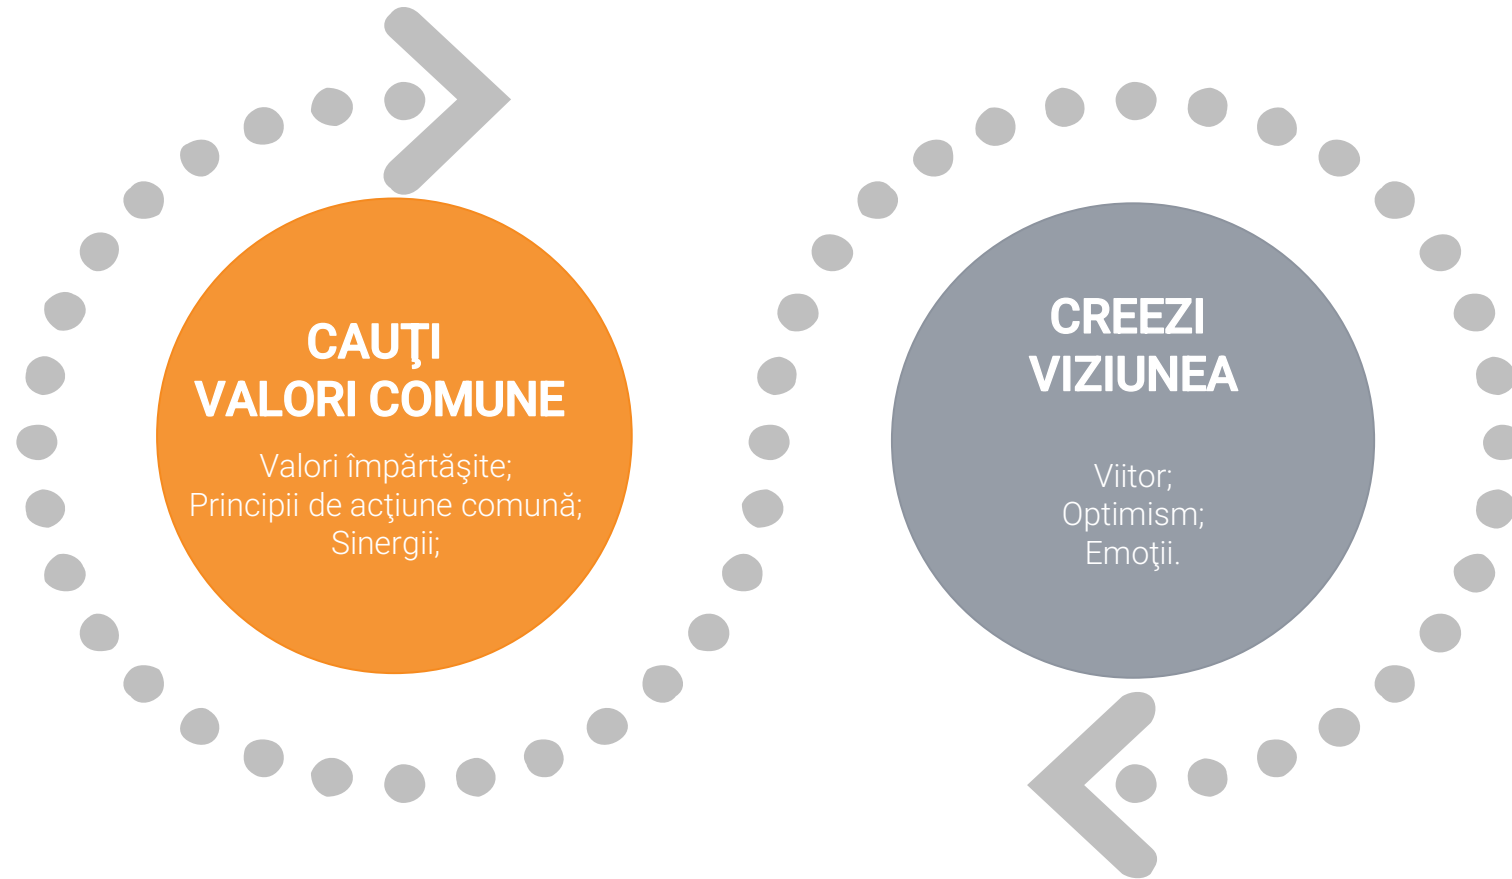 CAUŢI
VALORI COMUNE
Valori împărtăşite;
Principii de acţiune comună;
Sinergii;
CREEZI
VIZIUNEA
Viitor;
Optimism;
Emoţii.